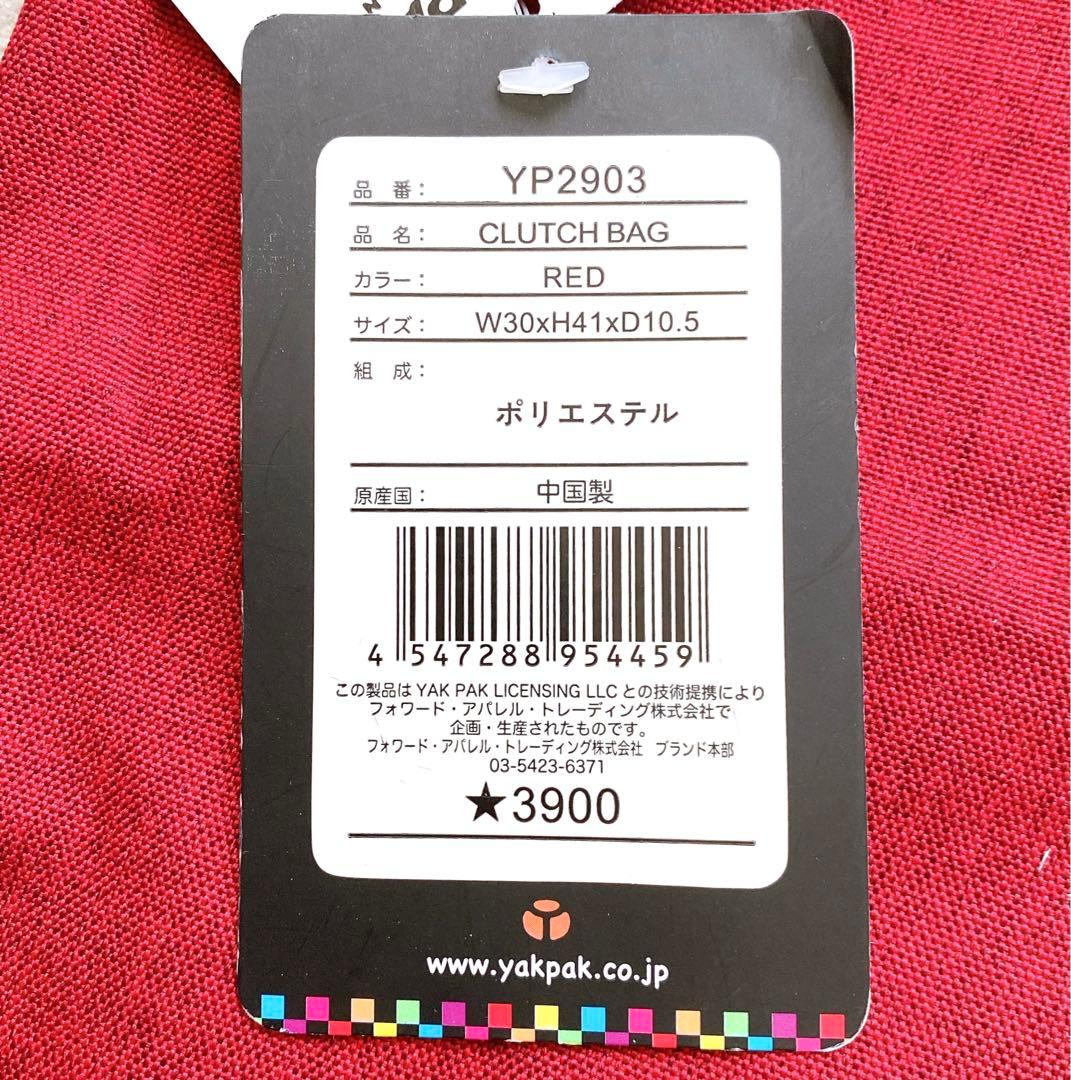 品 番： YP2903
品 名： CLUTCH BAG
カラー： RED
サイズ： W30xH41xD10.5
組 成：
ポリエステル
原産国： 中国製
4 547288 954459
この製品は YAK PAK LICENSING LLC との技術提携により
フォワード・アパレル・トレーディング株式会社で
企画・生産されたものです。
フォワード・アパレル・トレーディング株式会社 ブランド本部
03-5423-6371
★3900
www.yakpak.co.jp